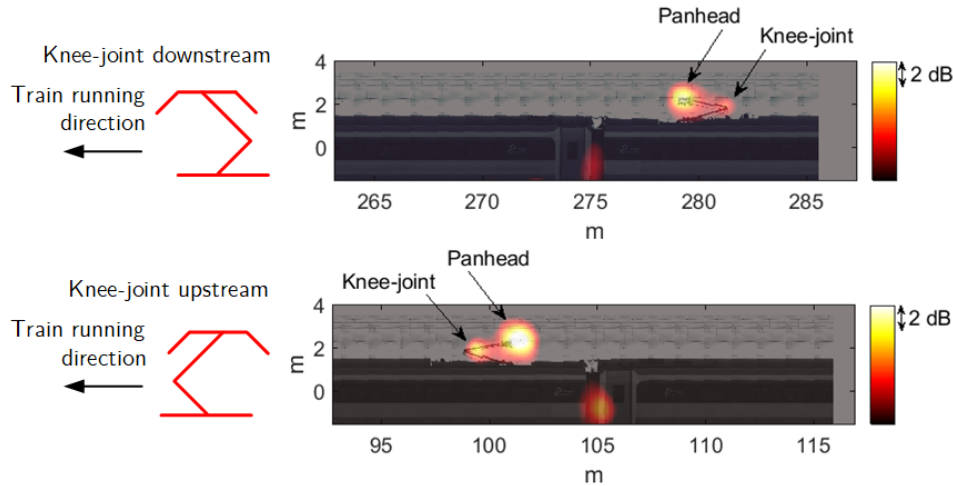 Knee-joint downstream
Train running
direction
Panhead
Knee-joint
4
2
0
m
265
270
275
280
285
m
2 dB
Knee-joint upstream
Train running
direction
Panhead
Knee-joint
4
2
0
m
95
100
105
110
115
m
2 dB